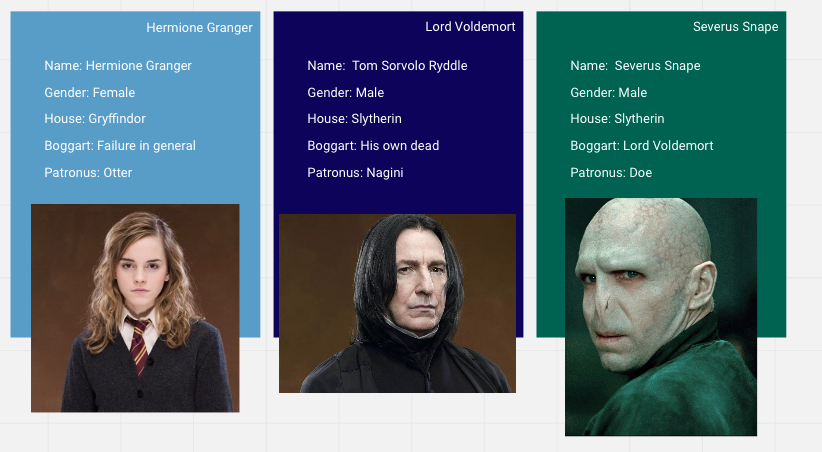 Hermione Granger
Name: Hermione Granger
Gender: Female
House: Gryffindor
Boggart: Failure in general
Patronus: Otter
Lord Voldemort
Name:  Tom Sorvolo Ryddle
Gender: Male
House: Slytherin
Boggart: His own dead
Patronus: Nagini
Severus Snape
Name:  Severus Snape
Gender: Male
House: Slytherin
Boggart: Lord Voldemort
Patronus: Doe